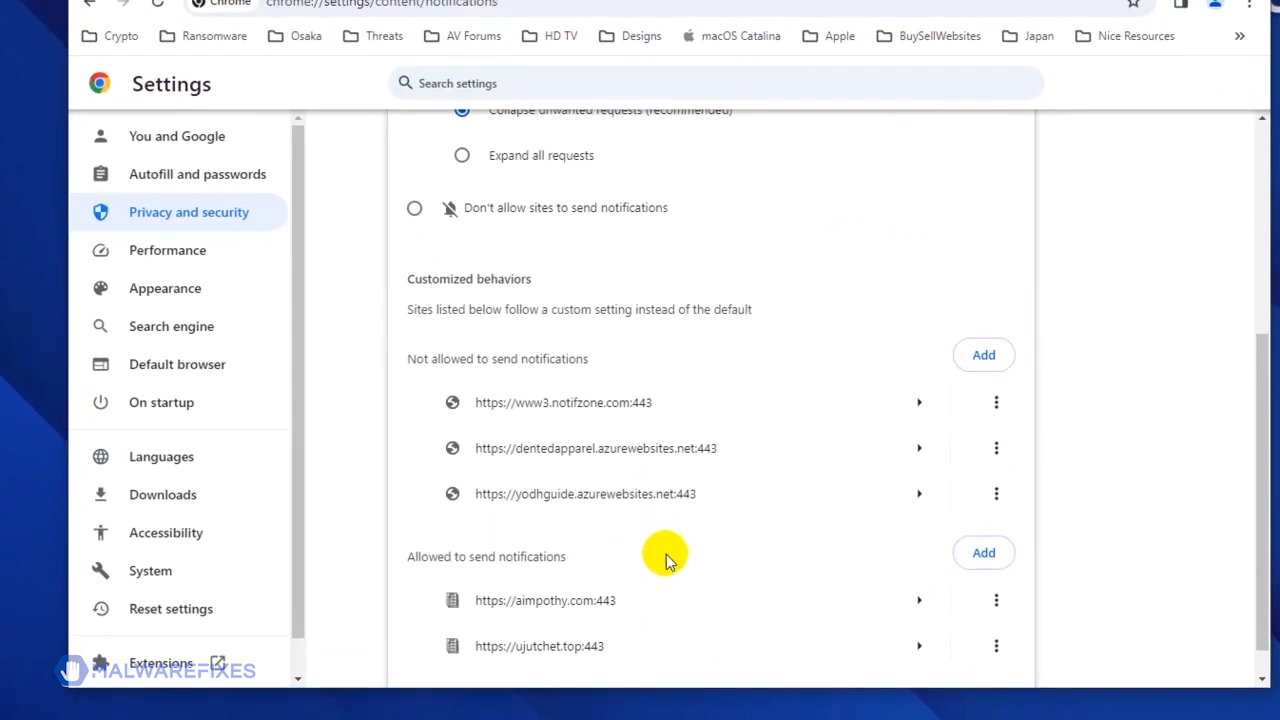 Chrome
chrome://settings/content/notifications
Crypto
Ransomware
Osaka
Threats
AV Forums
HD TV
Designs
macOS Catalina
Apple
BuySellWebsites
Japan
Nice Resources
Settings
Search settings
You and Google
Autofill and passwords
Privacy and security
Performance
Appearance
Search engine
Default browser
On startup
Languages
Downloads
Accessibility
System
Reset settings
Extensions
Collapse unwanted requests (recommended)
Expand all requests
Don't allow sites to send notifications
Customized behaviors
Sites listed below follow a custom setting instead of the default
Not allowed to send notifications
Add
https://www3.notifzone.com:443
https://dentedapparel.azurewebsites.net:443
https://yodhguide.azurewebsites.net:443
Allowed to send notifications
Add
https://aimpothy.com:443
https://ujutchet.top:443
MALWAREFIXES